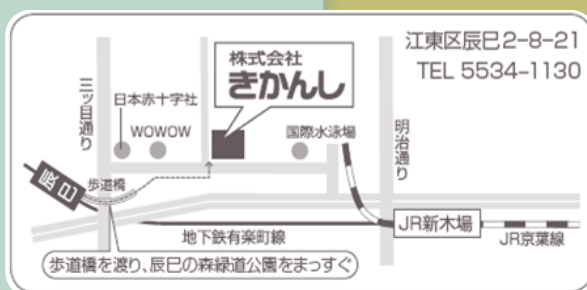 江東区辰巳2-8-21
TEL 5534-1130
株式会社
きかんし
三ッ目通り
日本赤十字社
WOWOW
国際水泳場
明治通り
辰巳
歩道橋
JR新木場
地下鉄有楽町線
JR京葉線
歩道橋を渡り、辰巳の森緑道公園をまっすぐ